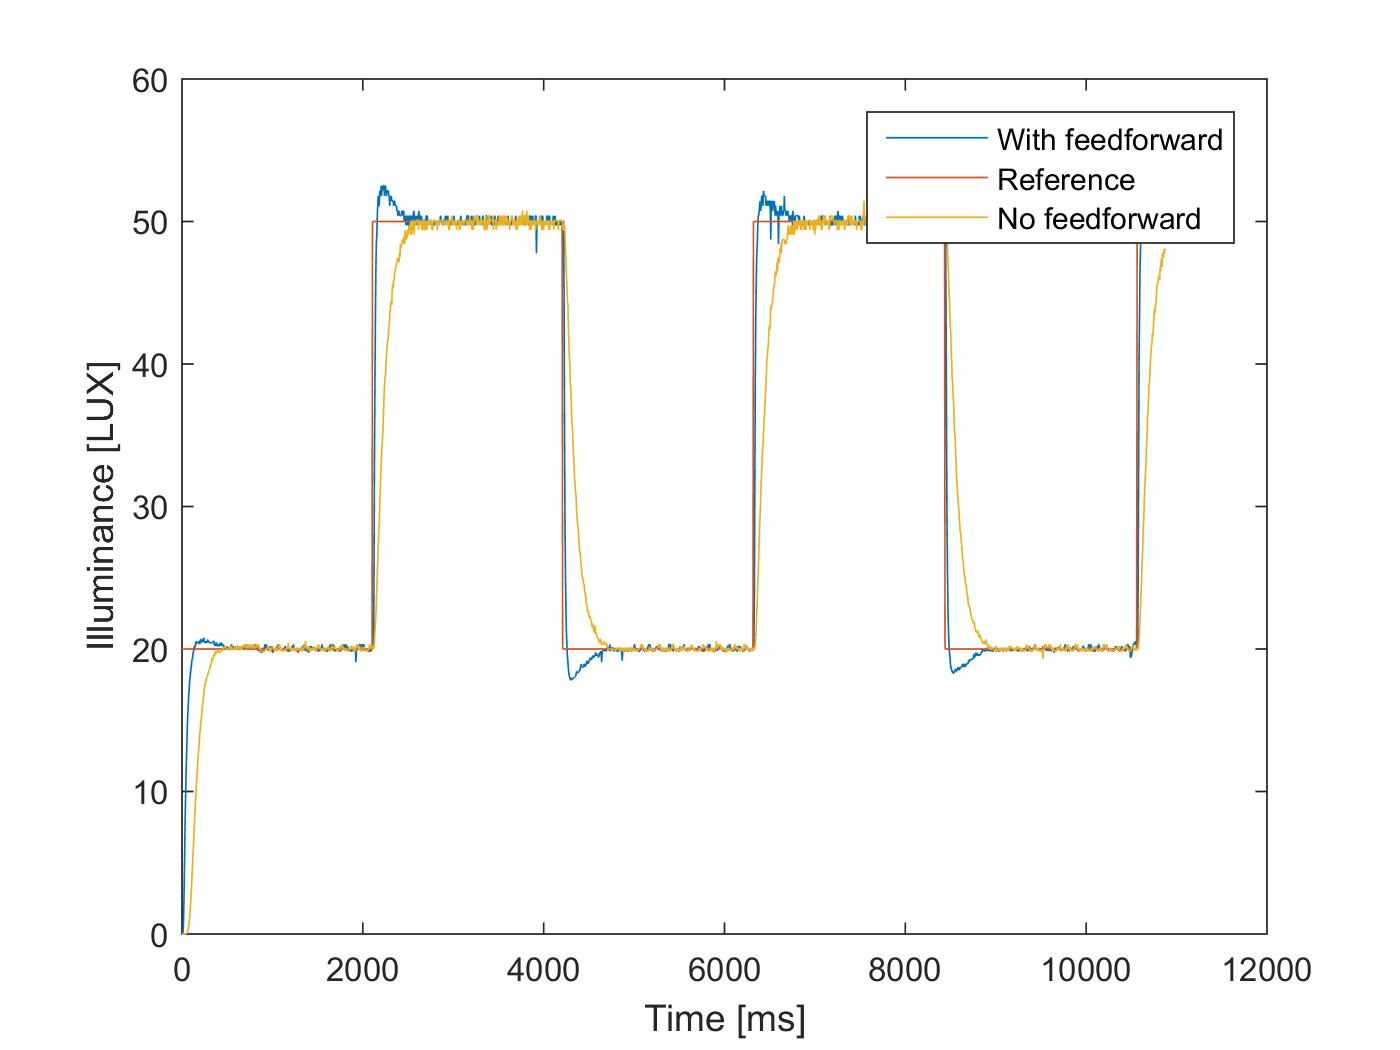 60
50
40
30
20
10
0
Illuminance [LUX]
With feedforward
Reference
No feedforward
0 2000 4000 6000 8000 10000 12000
Time [ms]